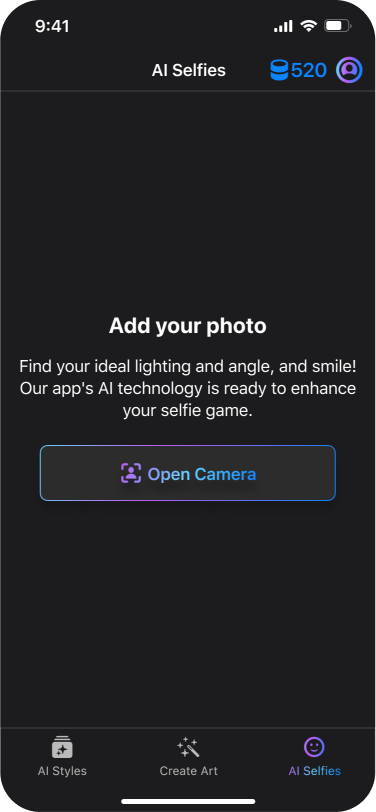 9:41
AI Selfies
520
Add your photo
Find your ideal lighting and angle, and smile!
Our app's AI technology is ready to enhance
your selfie game.
Open Camera
AI Styles
Create Art
AI Selfies